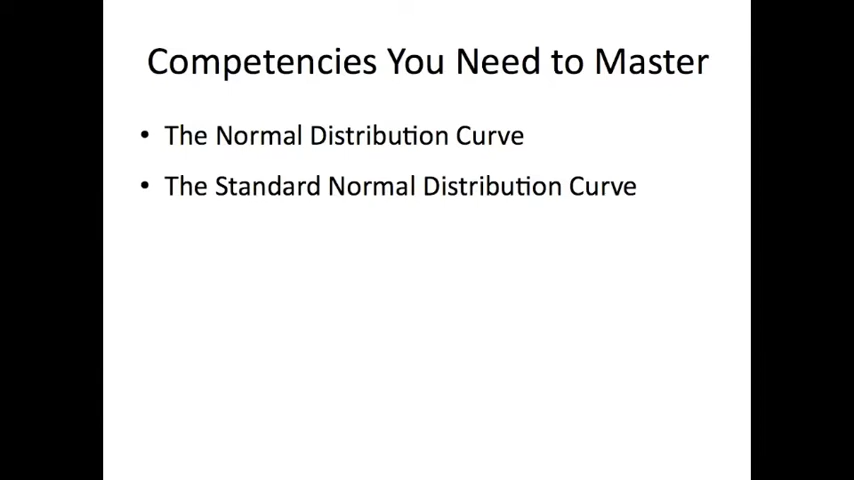 Competencies You Need to Master
• The Normal Distribution Curve
• The Standard Normal Distribution Curve